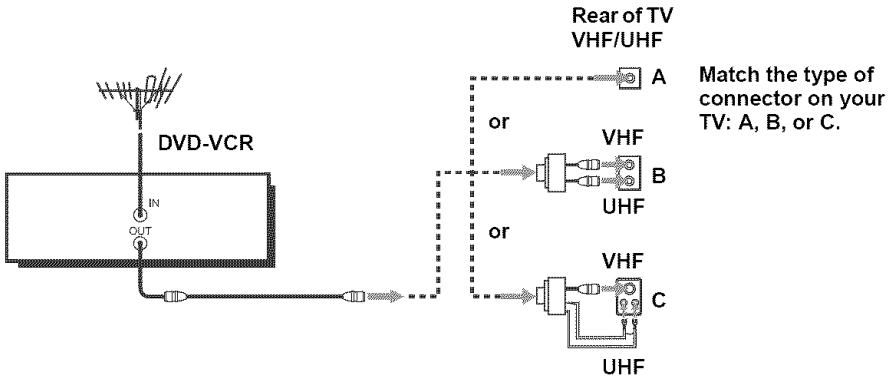 Rear of TV
VHF/UHF
A
Match the type of
connector on your
TV: A, B, or C.
or
DVD-VCR
VHF
B
UHF
IN
OUT
or
VHF
C
UHF